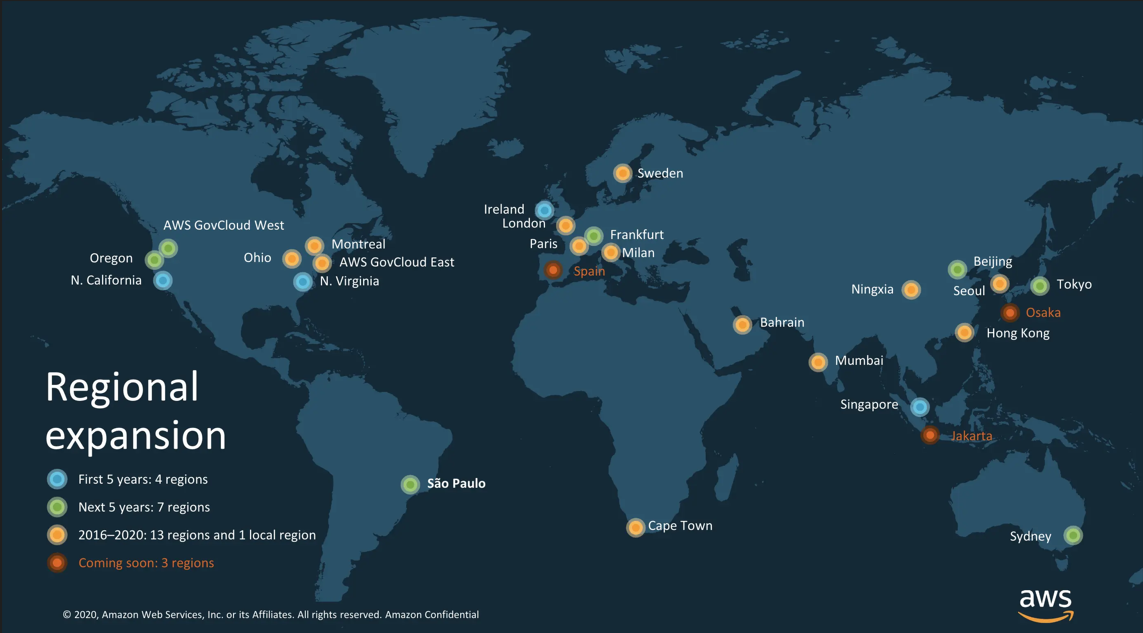 Sweden
Ireland
London
Paris
Frankfurt
Milan
Spain
AWS GovCloud West
Oregon
N. California
Ohio
Montreal
AWS GovCloud East
N. Virginia
Beijing
Ningxia
Seoul
Tokyo
Osaka
Hong Kong
Bahrain
Mumbai
Singapore
Jakarta
São Paulo
Cape Town
Sydney
Regional
expansion
First 5 years: 4 regions
Next 5 years: 7 regions
2016–2020: 13 regions and 1 local region
Coming soon: 3 regions
© 2020, Amazon Web Services, Inc. or its Affiliates. All rights reserved. Amazon Confidential
aws